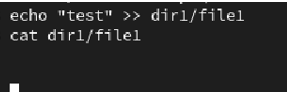 echo "test" >> dir1/file1
cat dir1/file1